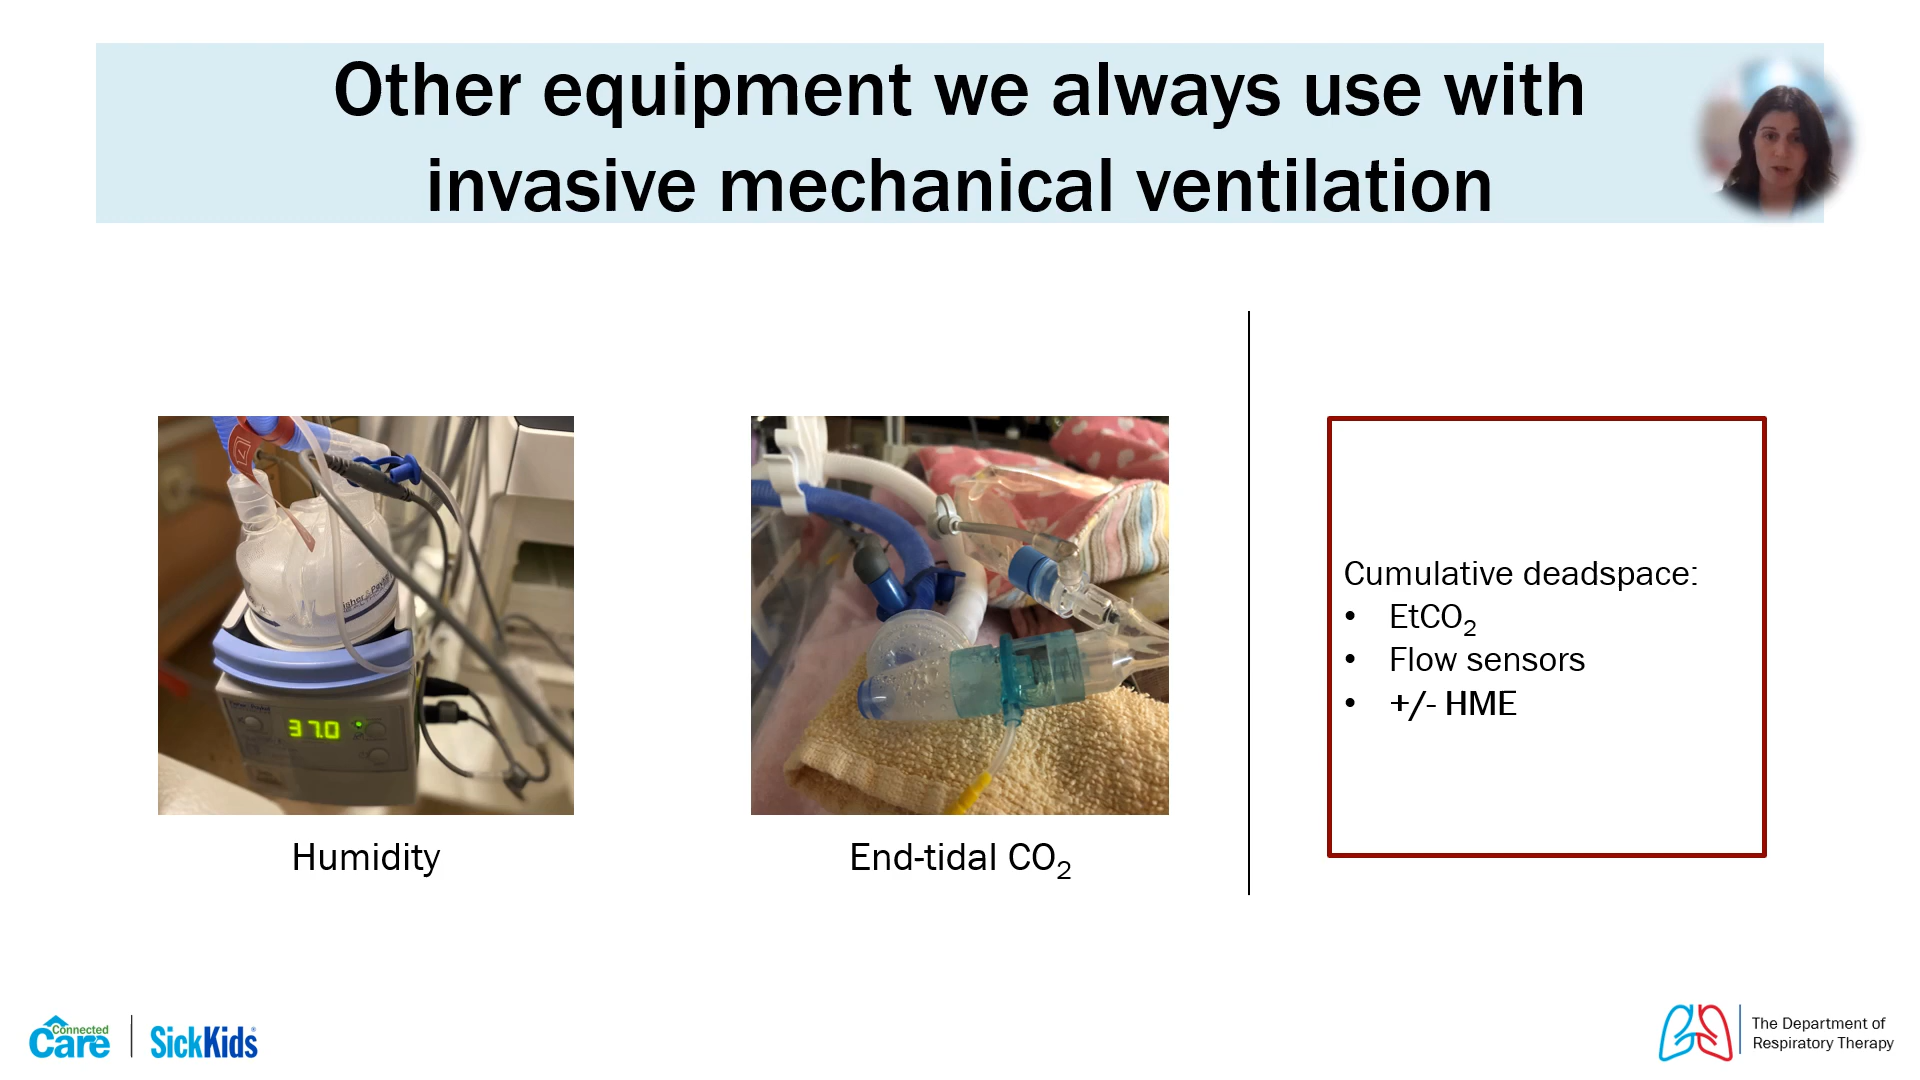 Other equipment we always use with
invasive mechanical ventilation
37.0
Humidity
End-tidal CO₂
Cumulative deadspace:
• EtCO₂
• Flow sensors
• +/- HME
Connected
Care
SickKids
The Department of
Respiratory Therapy